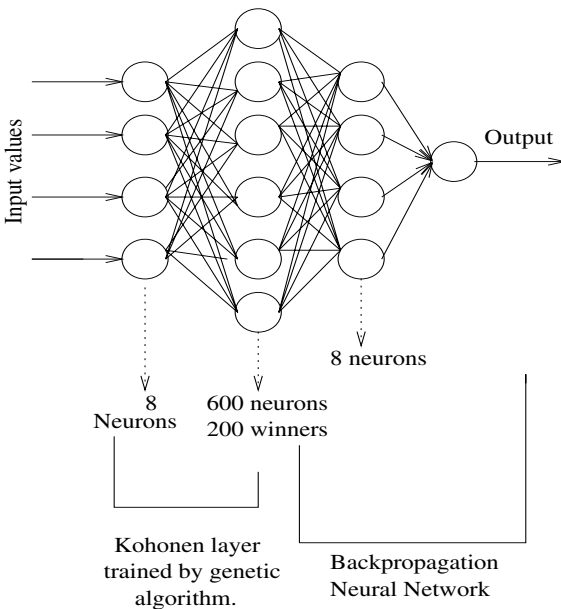 Input values
Output
8 neurons
8
Neurons
600 neurons
200 winners
Kohonen layer
trained by genetic
algorithm.
Backpropagation
Neural Network